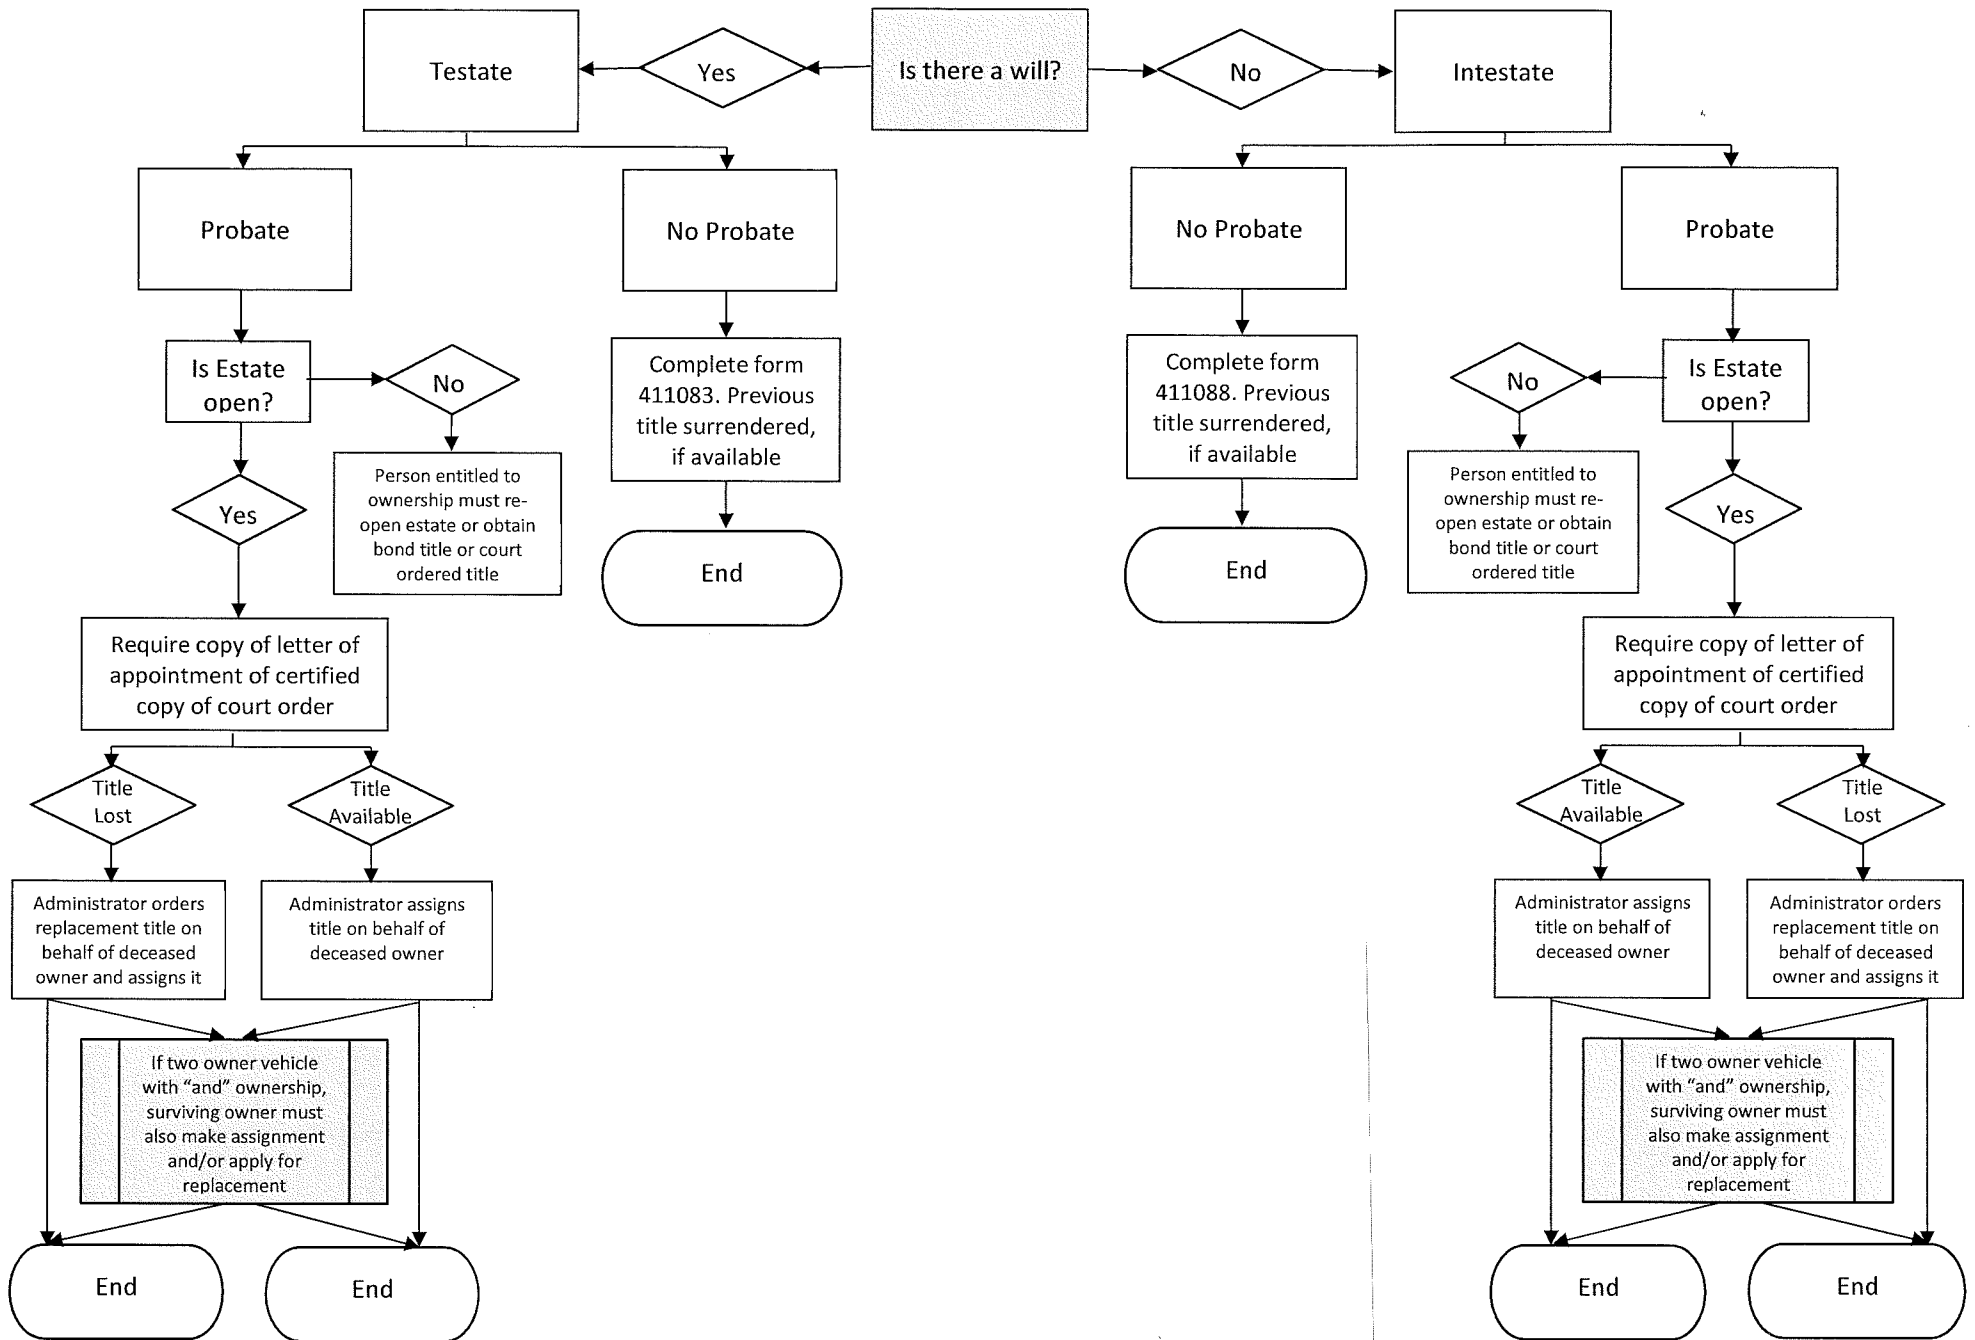 Testate
Yes
Is there a will?
No
Intestate
Probate
No Probate
No Probate
Probate
Is Estate
open?
No
Complete form
411083. Previous
title surrendered,
if available
Complete form
411088. Previous
title surrendered,
if available
No
Is Estate
open?
Yes
Person entitled to
ownership must re-
open estate or obtain
bond title or court
ordered title
End
End
Person entitled to
ownership must re-
open estate or obtain
bond title or court
ordered title
Yes
Require copy of letter of
appointment of certified
copy of court order
Require copy of letter of
appointment of certified
copy of court order
Title
Lost
Title
Available
Title
Available
Title
Lost
Administrator orders
replacement title on
behalf of deceased
owner and assigns it
Administrator assigns
title on behalf of
deceased owner
Administrator assigns
title on behalf of
deceased owner
Administrator orders
replacement title on
behalf of deceased
owner and assigns it
If two owner vehicle
with “and” ownership,
surviving owner must
also make assignment
and/or apply for
replacement
If two owner vehicle
with “and” ownership,
surviving owner must
also make assignment
and/or apply for
replacement
End
End
End
End